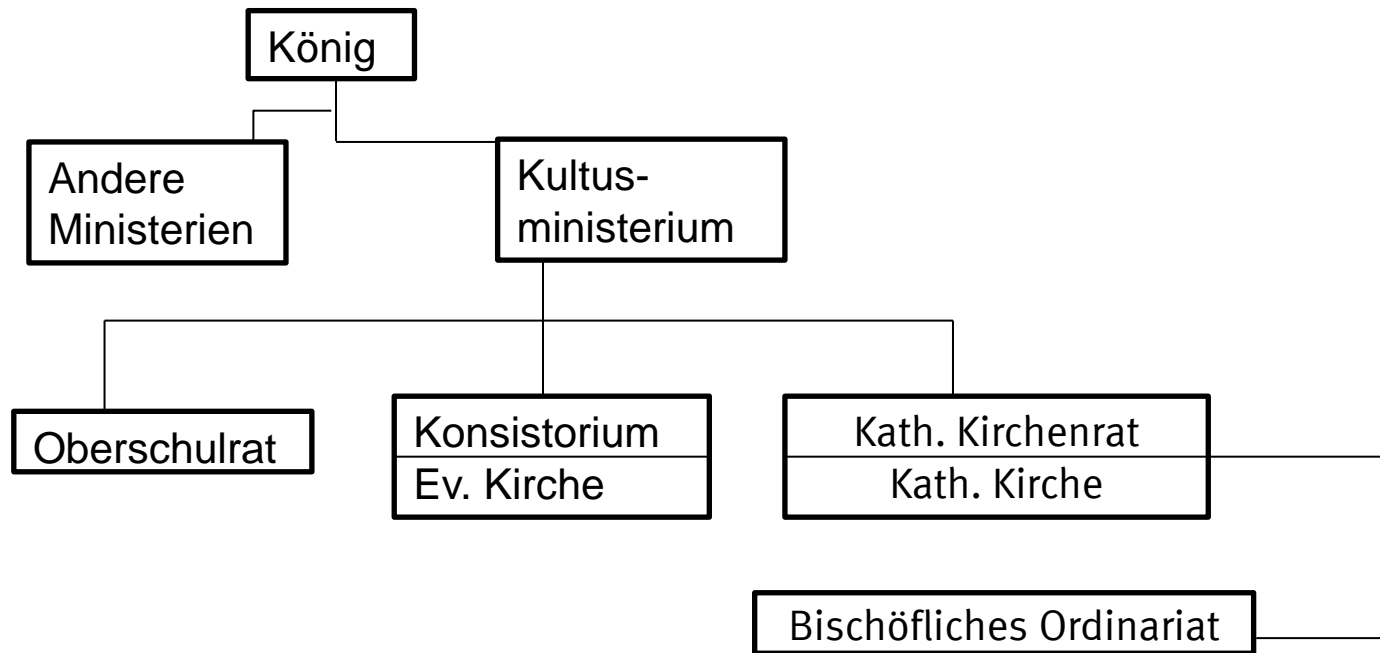 König
Andere
Ministerien
Kultus-
ministerium
Oberschulrat
Konsistorium
Ev. Kirche
Kath. Kirchenrat
Kath. Kirche
Bischöfliches Ordinariat